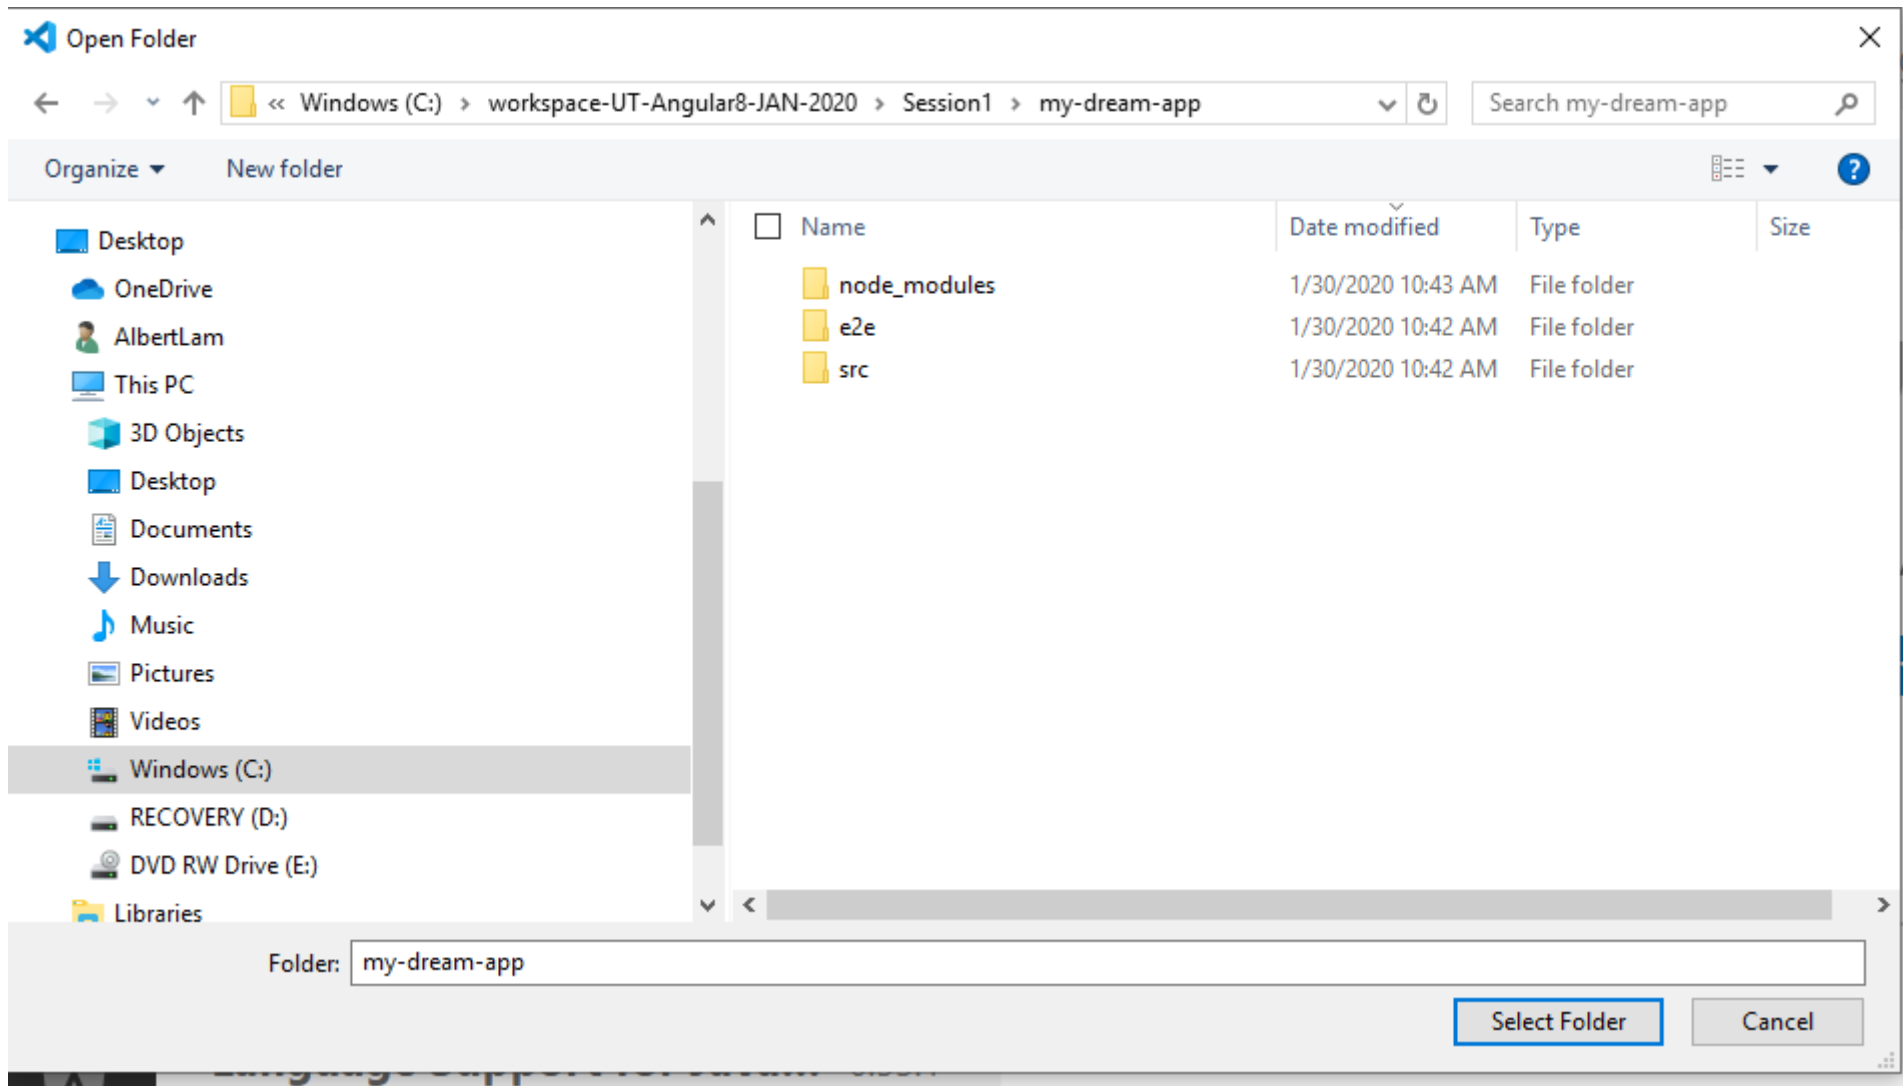 Open Folder
« Windows (C:) › workspace-UT-Angular8-JAN-2020 › Session1 › my-dream-app
Search my-dream-app
Organize
New folder
?
Desktop
OneDrive
AlbertLam
This PC
3D Objects
Desktop
Documents
Downloads
Music
Pictures
Videos
Windows (C:)
RECOVERY (D:)
DVD RW Drive (E:)
Libraries
Name Date modified Type Size
node_modules 1/30/2020 10:43 AM File folder
e2e 1/30/2020 10:42 AM File folder
src 1/30/2020 10:42 AM File folder
Folder: my-dream-app
Select Folder
Cancel
Language Support for Java